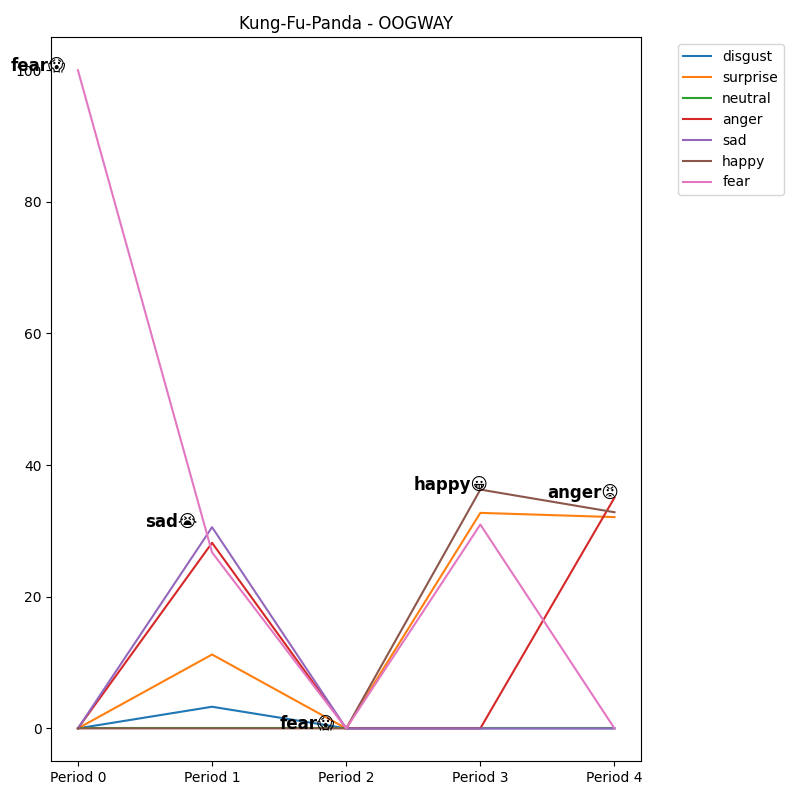 Kung-Fu-Panda - OOGWAY
disgust
surprise
neutral
anger
sad
happy
fear
fear😱
100
80
60
40
happy😀
anger😡
sad😭
20
fear😱
0
Period 0 Period 1 Period 2 Period 3 Period 4